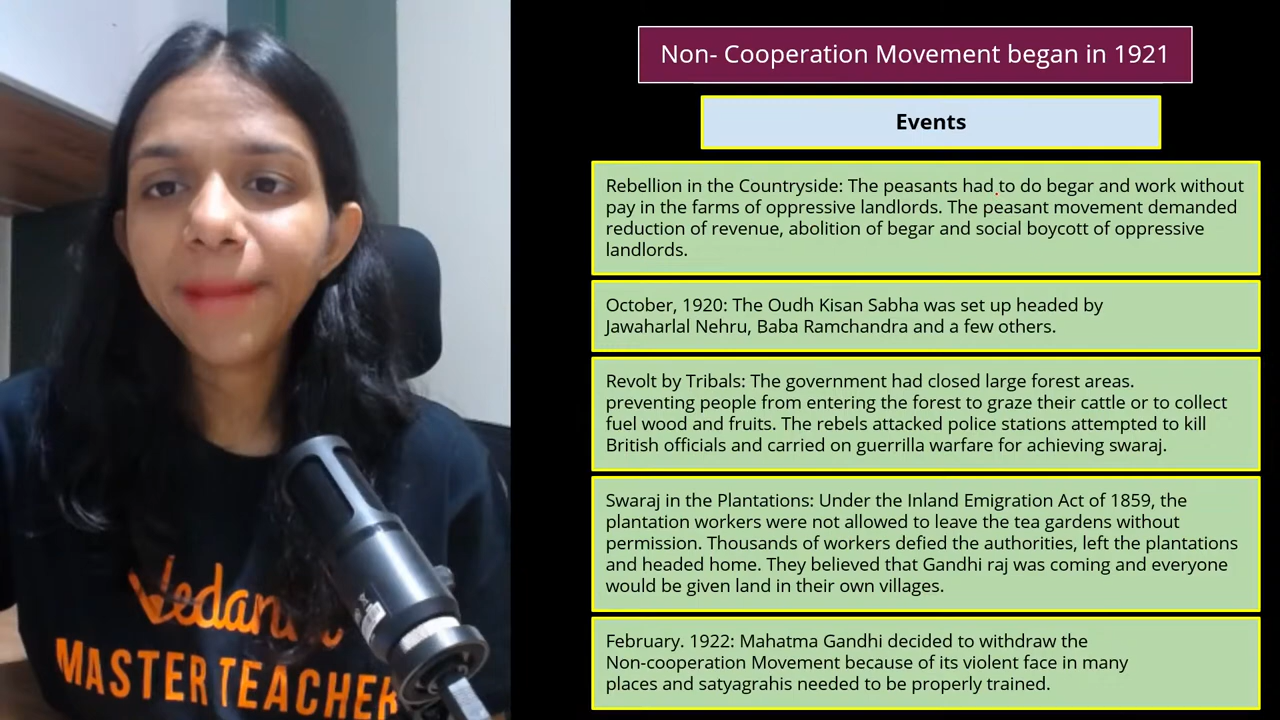 Non- Cooperation Movement began in 1921
Events
Rebellion in the Countryside: The peasants had to do begar and work without
pay in the farms of oppressive landlords. The peasant movement demanded
reduction of revenue, abolition of begar and social boycott of oppressive
landlords.
October, 1920: The Oudh Kisan Sabha was set up headed by
Jawaharlal Nehru, Baba Ramchandra and a few others.
Revolt by Tribals: The government had closed large forest areas.
preventing people from entering the forest to graze their cattle or to collect
fuel wood and fruits. The rebels attacked police stations attempted to kill
British officials and carried on guerrilla warfare for achieving swaraj.
Swaraj in the Plantations: Under the Inland Emigration Act of 1859, the
plantation workers were not allowed to leave the tea gardens without
permission. Thousands of workers defied the authorities, left the plantations
and headed home. They believed that Gandhi raj was coming and everyone
would be given land in their own villages.
February. 1922: Mahatma Gandhi decided to withdraw the
Non-cooperation Movement because of its violent face in many
places and satyagrahis needed to be properly trained.
MASTER TEACHER